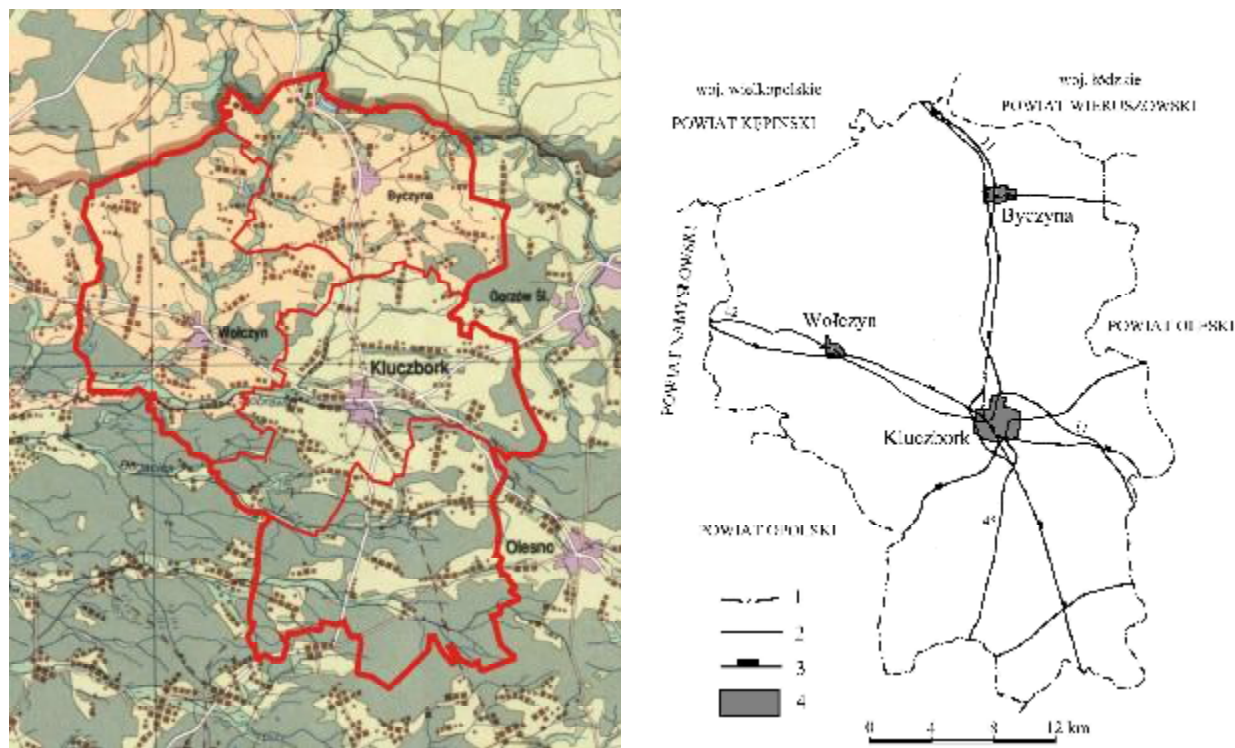 Byczyna
Gorzów Śl.
Wołczyn
Kluczbork
Olesno
woj. wielkopolskie
POWIAT KĘPIŃSKI
woj. łódzkie
POWIAT WIERUSZOWSKI
Byczyna
POWIAT NAMYSŁOWSKI
42
Wołczyn
POWIAT OLESKI
Kluczbork
11
45
POWIAT OPOLSKI
1
2
3
4
0 4 8 12 km